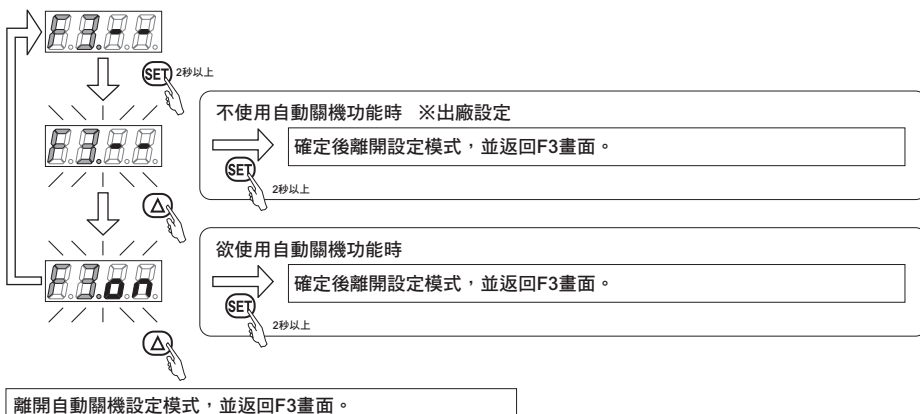 F3.--
SET 2秒以上
不使用自動關機功能時 ※出廠設定
確定後離開設定模式,並返回F3畫面。
F3.--
SET
2秒以上
欲使用自動關機功能時
確定後離開設定模式,並返回F3畫面。
F3.on
SET
2秒以上
離開自動關機設定模式,並返回F3畫面。